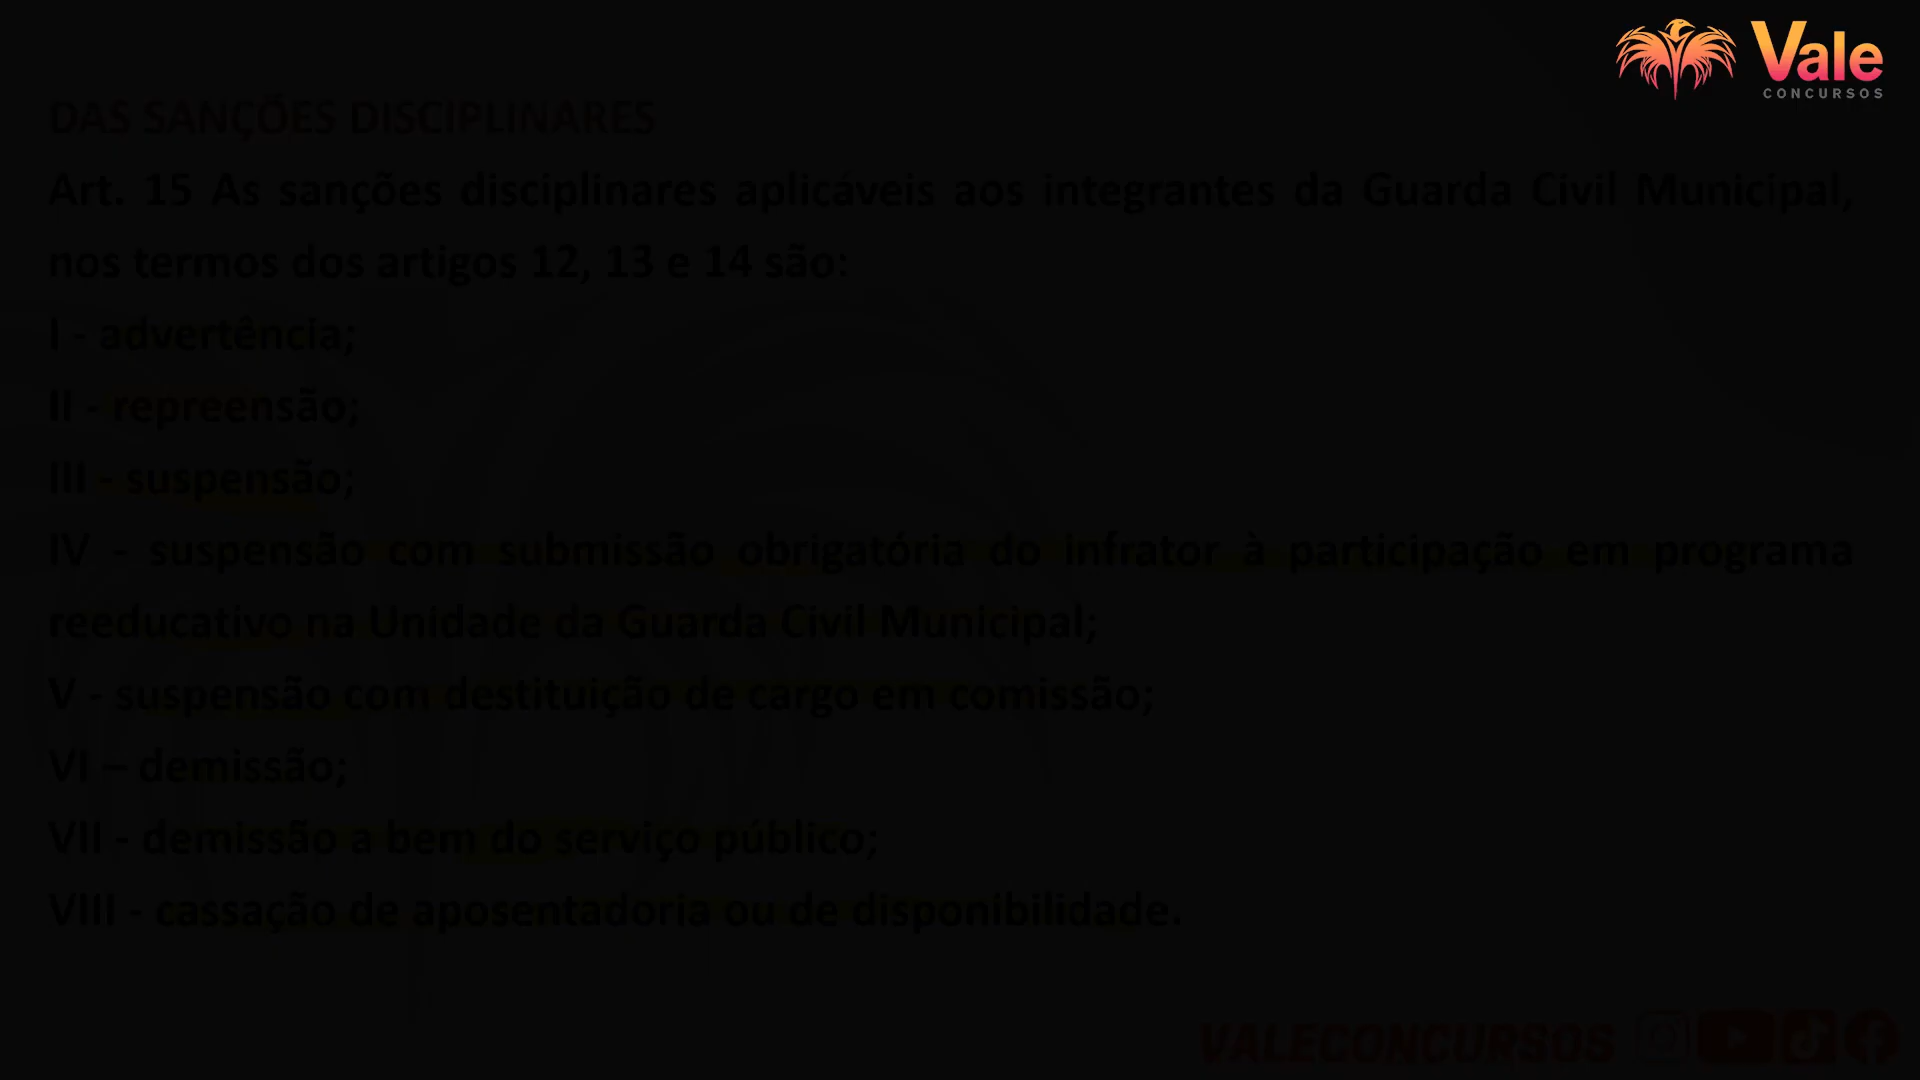 Vale
CONCURSOS
DAS SANÇÕES DISCIPLINARES
Art. 15 As sanções disciplinares aplicáveis aos integrantes da Guarda Civil Municipal,
nos termos dos artigos 12, 13 e 14 são:
I - advertência;
II - repreensão;
III - suspensão;
IV - suspensão com submissão obrigatória do infrator à participação em programa
reeducativo na Unidade da Guarda Civil Municipal;
V - suspensão com destituição de cargo em comissão;
VI – demissão;
VII - demissão a bem do serviço público;
VIII - cassação de aposentadoria ou de disponibilidade.
VALECONCURSOS